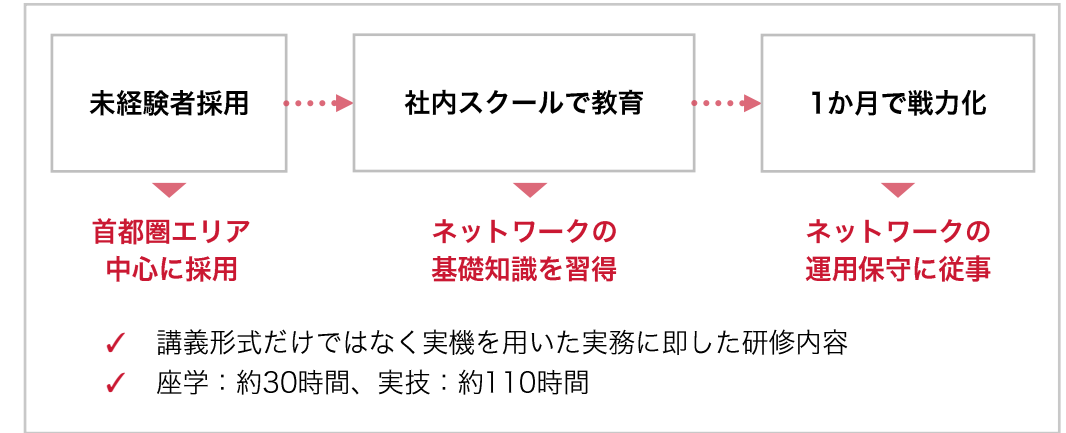 未経験者採用
社内スクールで教育
1か月で戦力化
首都圏エリア
中心に採用
ネットワークの
基礎知識を習得
ネットワークの
運用保守に従事
✓ 講義形式だけではなく実機を用いた実務に即した研修内容
✓ 座学：約30時間、実技：約110時間